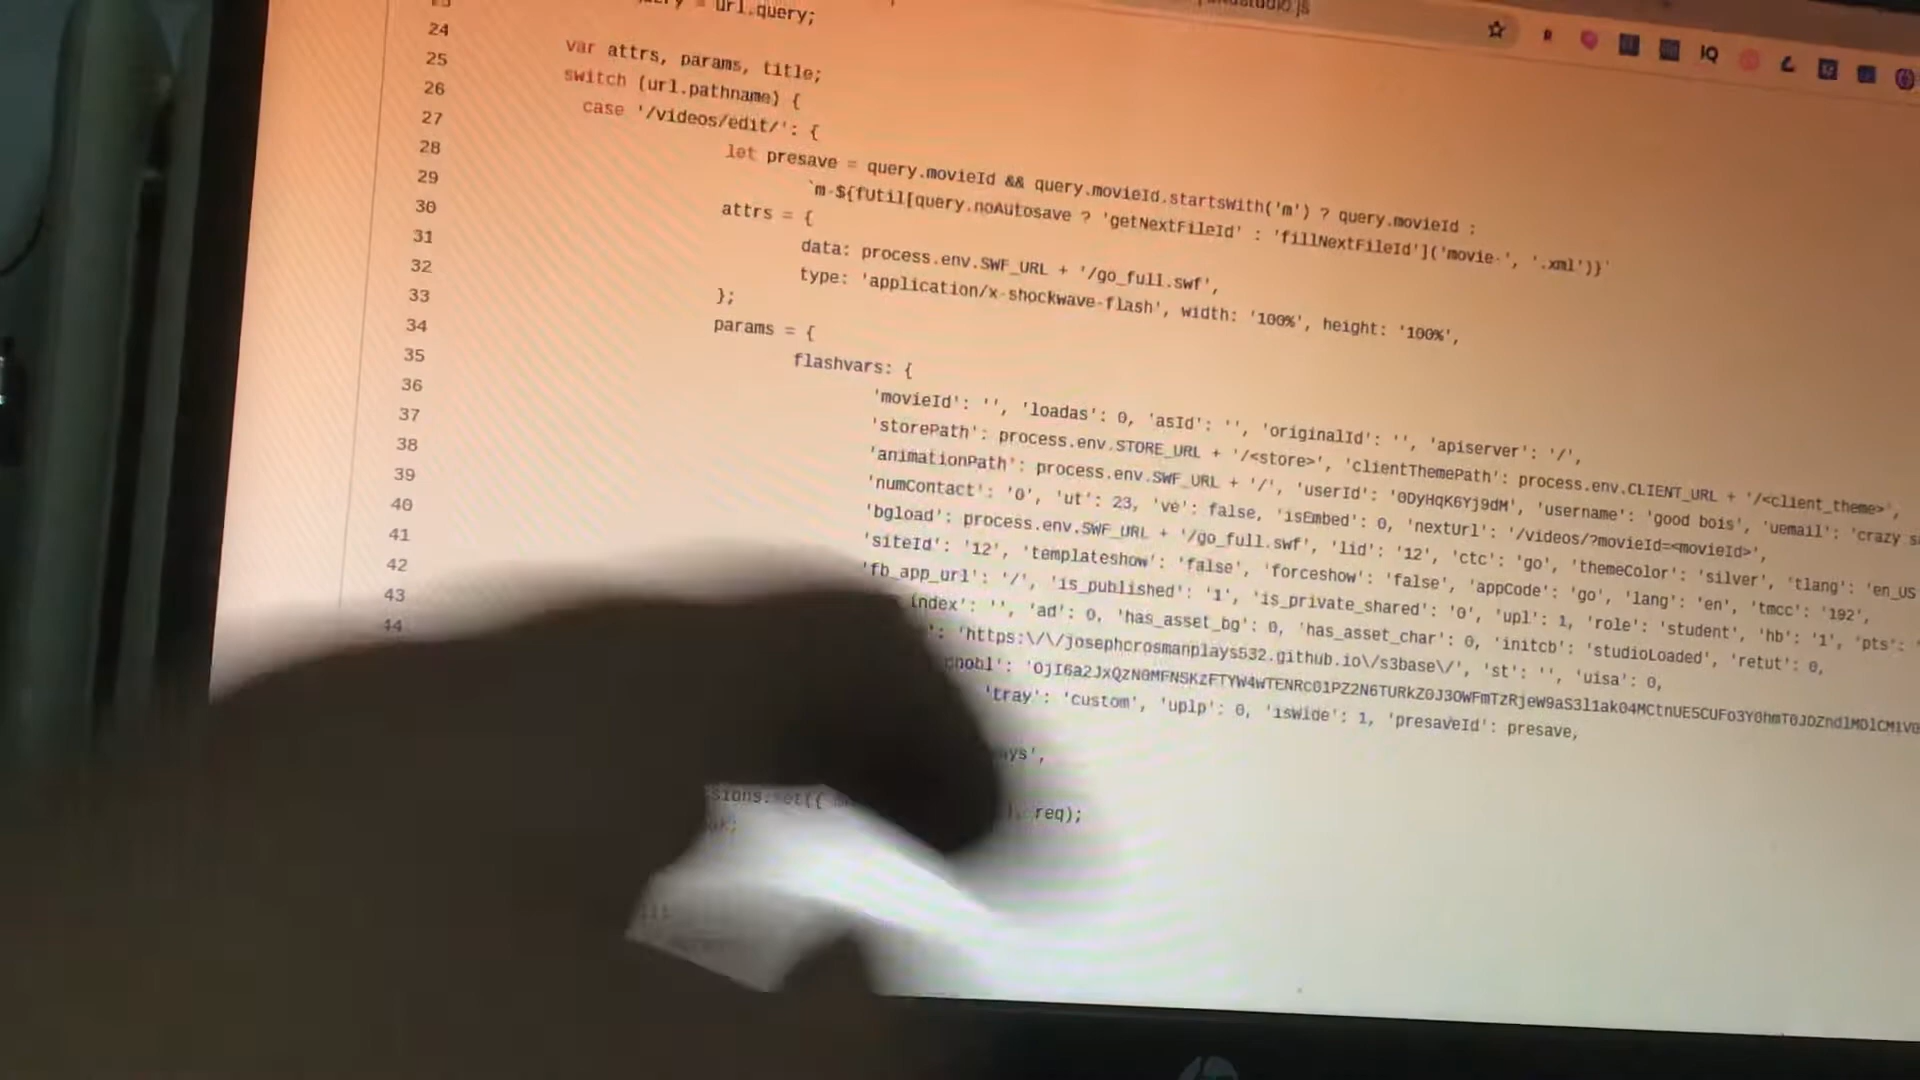 url.query;
24
25 var attrs, params, title;
26 switch (url.pathname) {
27 case '/videos/edit/': {
28 let presave = query.movieId && query.movieId.startsWith('m') ? query.movieId :
29 `m-${fUtil[query.noAutosave ? 'getNextFileId' : 'fillNextFileId']('movie-', '.xml')}`
30 attrs = {
31 data: process.env.SWF_URL + '/go_full.swf',
32 type: 'application/x-shockwave-flash', width: '100%', height: '100%',
33 };
34 params = {
35 flashvars: {
36 'movieId': '', 'loadas': 0, 'asId': '', 'originalId': '', 'apiserver': '/',
37 'storePath': process.env.STORE_URL + '/<store>', 'clientThemePath': process.env.CLIENT_URL + '/<client_theme>',
38 'animationPath': process.env.SWF_URL + '/', 'userId': '0DyHqK6Yj9dM', 'username': 'good bois', 'uemail': 'crazy
39 'numContact': '0', 'ut': 23, 've': false, 'isEmbed': 0, 'nextUrl': '/videos/?movieId=<movieId>',
40 'bgload': process.env.SWF_URL + '/go_full.swf', 'lid': '12', 'ctc': 'go', 'themeColor': 'silver', 'tlang': 'en_US
41 'siteId': '12', 'templateshow': 'false', 'forceshow': 'false', 'appCode': 'go', 'lang': 'en', 'tmcc': '192',
42 'fb_app_url': '/', 'is_published': '1', 'is_private_shared': '0', 'upl': 1, 'role': 'student', 'hb': '1', 'pts':
43 index': '', 'ad': 0, 'has_asset_bg': 0, 'has_asset_char': 0, 'initcb': 'studioLoaded', 'retut': 0,
44 ': 'https:\/\/josephcrosmanplays532.github.io\/s3base\/', 'st': '', 'uisa': 0,
'tray': 'custom', 'uplp': 0, 'isWide': 1, 'presaveId': presave,
req);
IQ